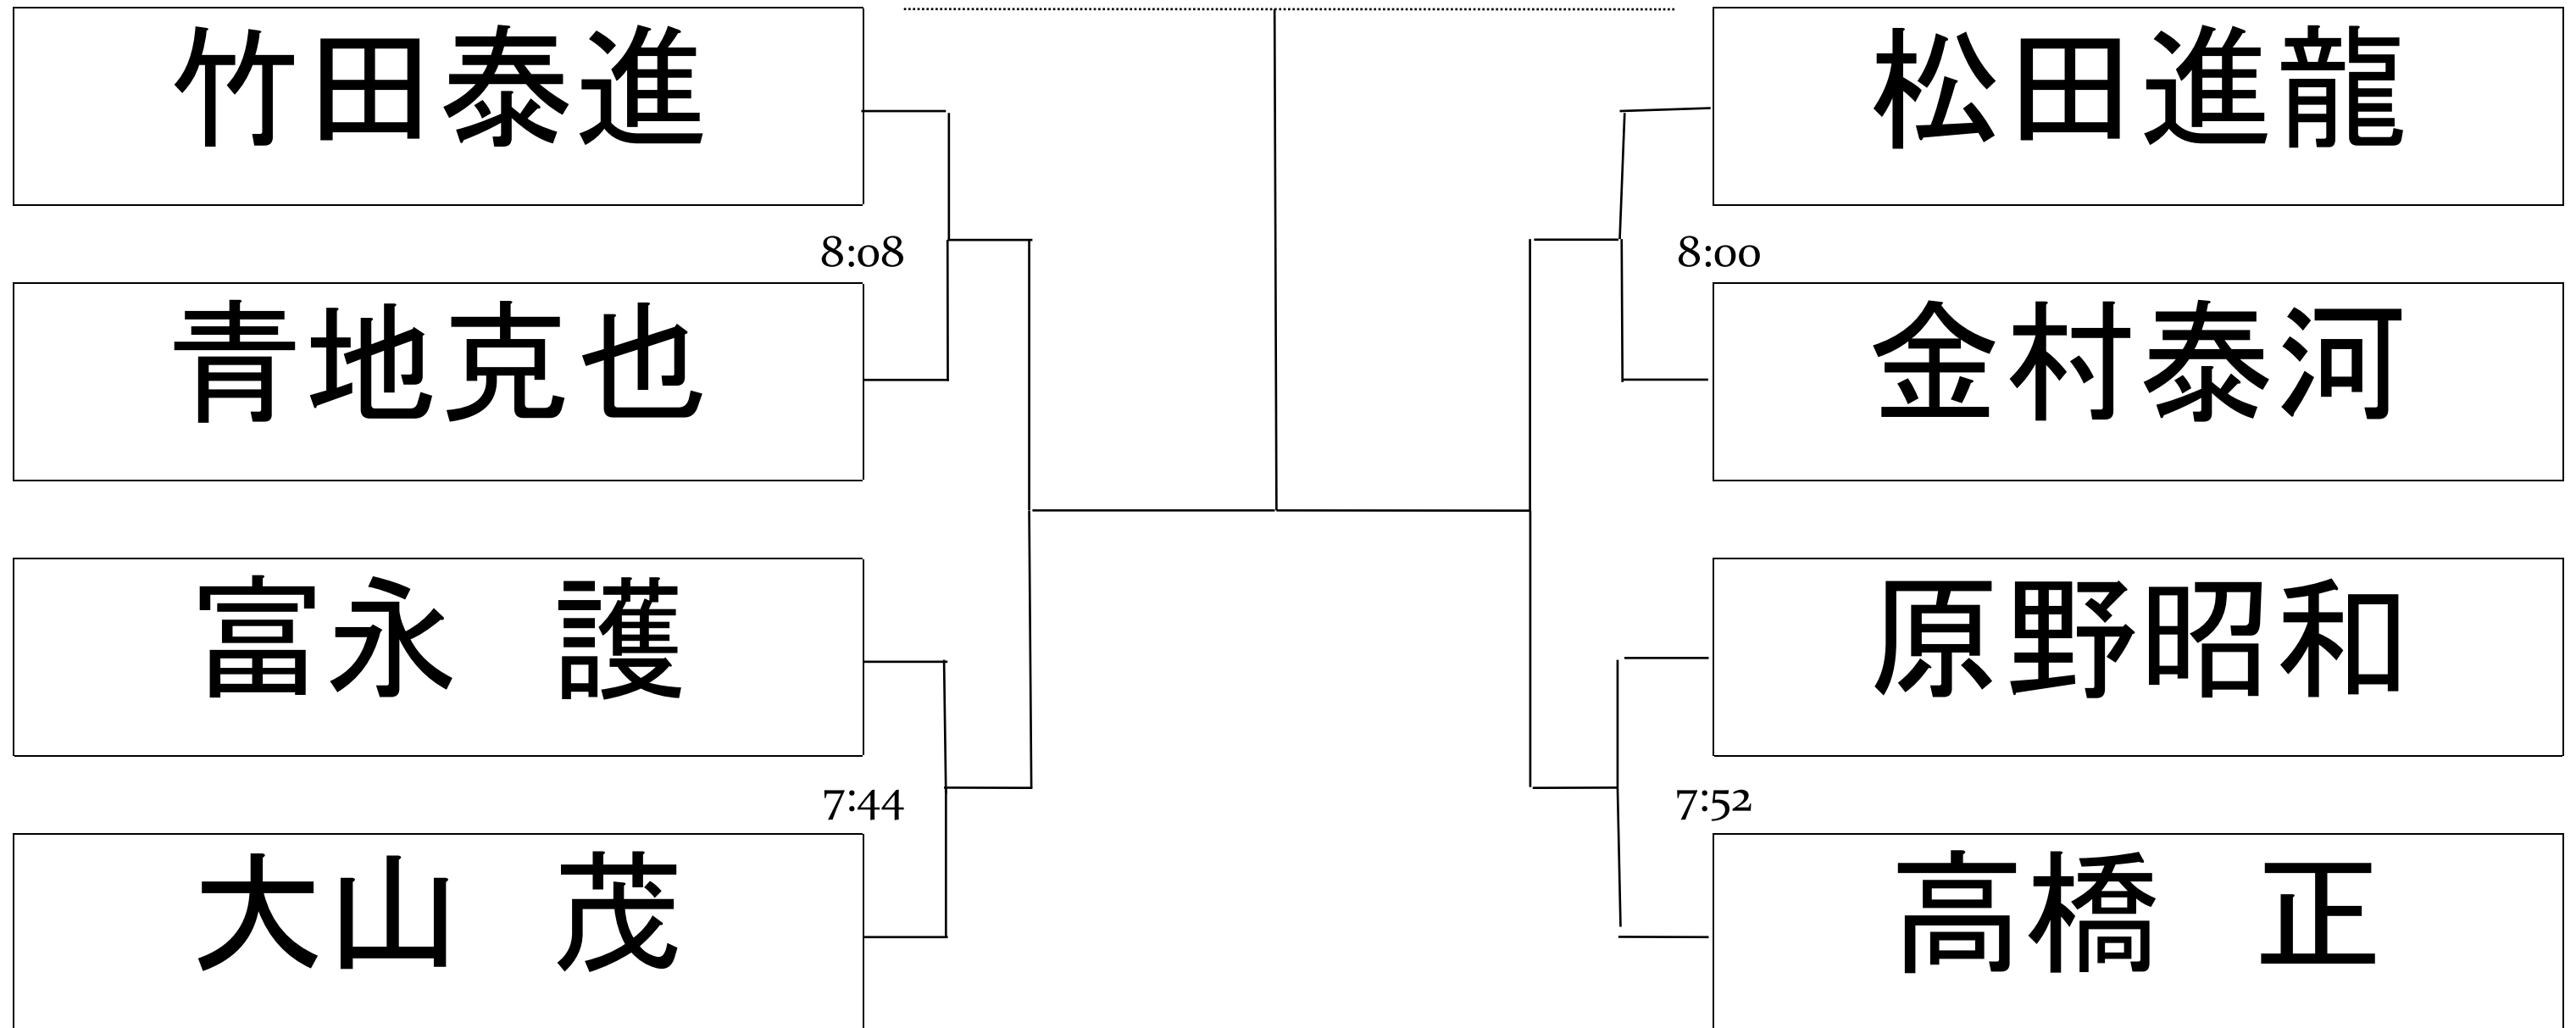 竹田泰進
8:08
青地克也
富永　護
7:44
大山　茂
松田進龍
8:00
金村泰河
原野昭和
7:52
高橋　正